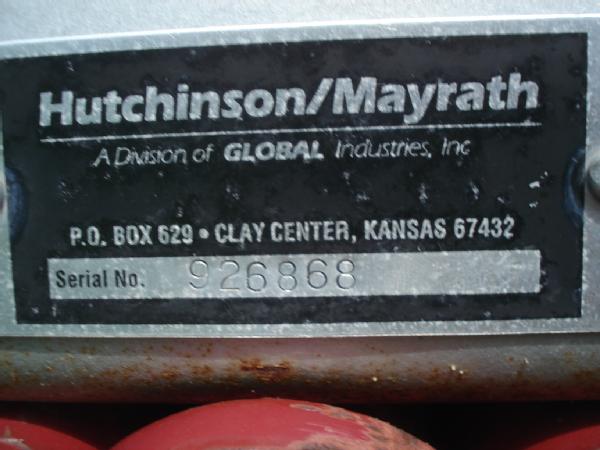 Hutchinson/Mayrath
A Division of GLOBAL Industries, Inc
P.O. BOX 629 • CLAY CENTER, KANSAS 67432
Serial No. 926868